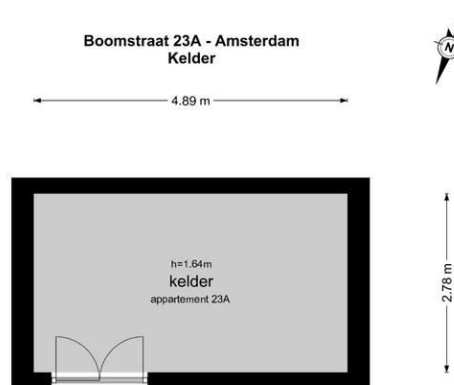 Boomstraat 23A - Amsterdam
Kelder
N
4.89 m
h=1.64m
kelder
appartement 23A
2.78 m